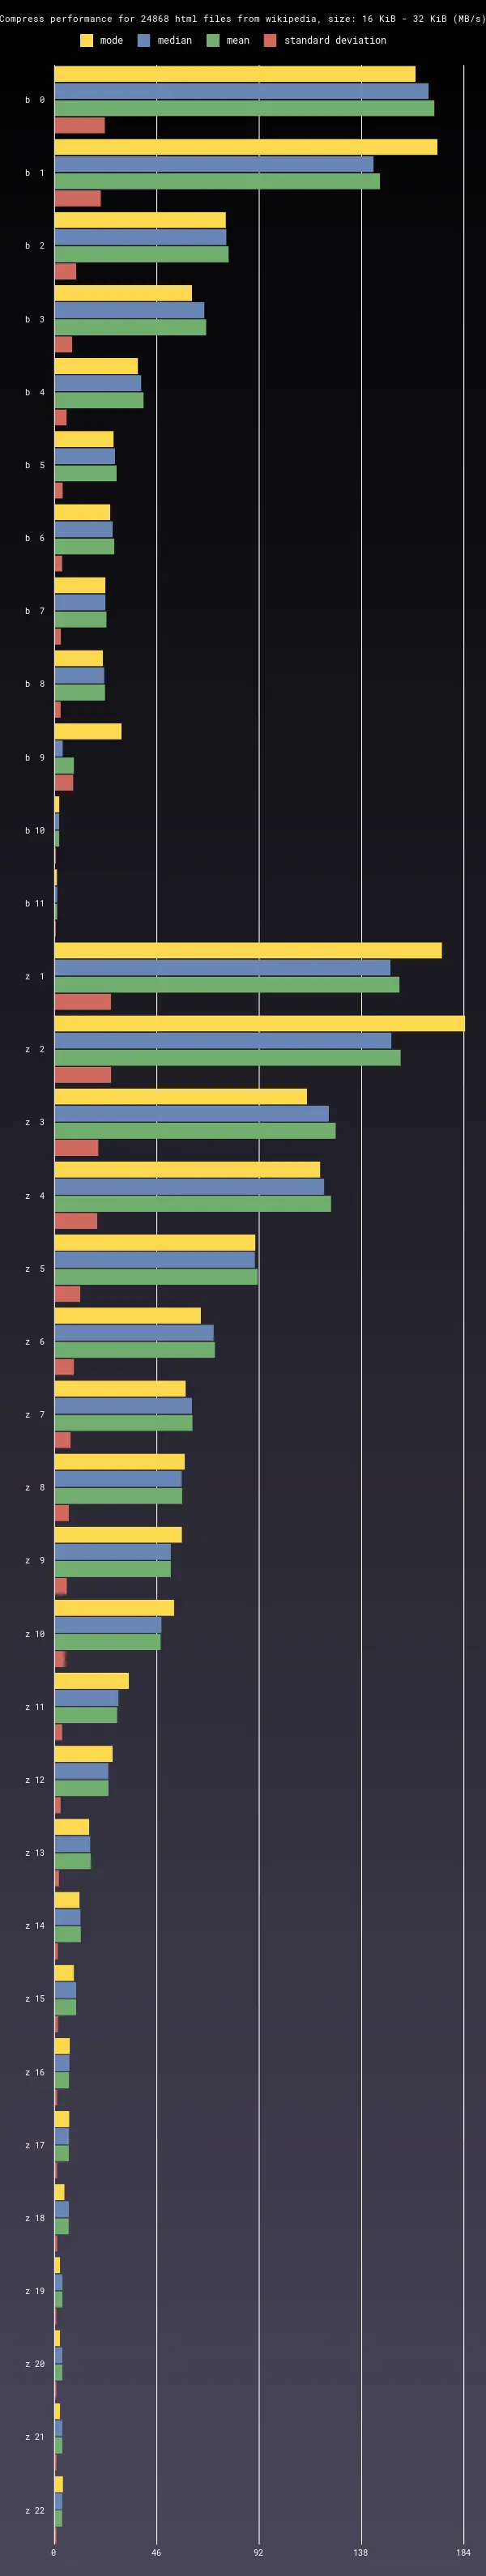 Compress performance for 24868 html files from wikipedia, size: 16 KiB - 32 KiB (MB/s)
mode median mean standard deviation
b 0
b 1
b 2
b 3
b 4
b 5
b 6
b 7
b 8
b 9
b 10
b 11
z 1
z 2
z 3
z 4
z 5
z 6
z 7
z 8
z 9
z 10
z 11
z 12
z 13
z 14
z 15
z 16
z 17
z 18
z 19
z 20
z 21
z 22
0 46 92 138 184